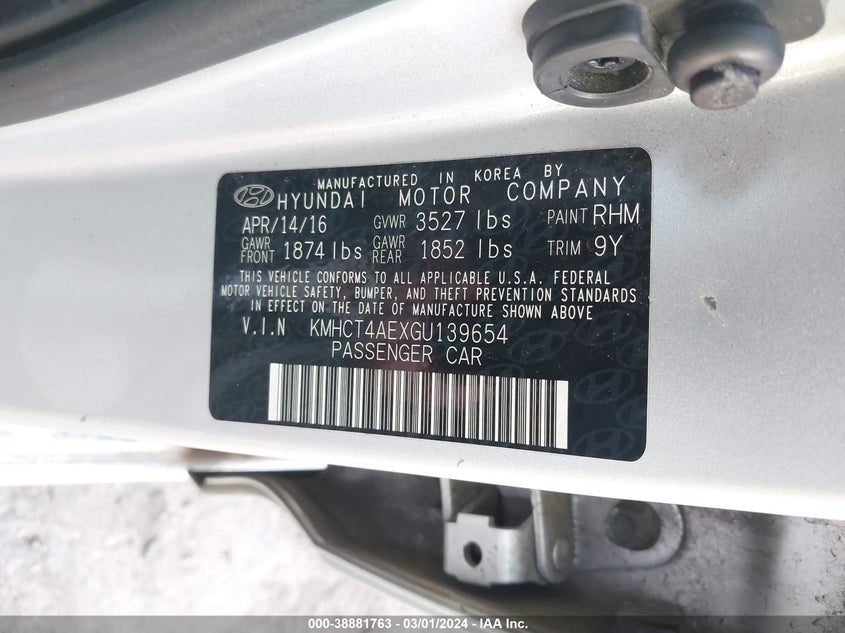 MANUFACTURED IN KOREA BY
HYUNDAI MOTOR COMPANY
APR/14/16 GVWR 3527 lbs PAINT RHM
GAWR FRONT 1874 lbs GAWR REAR 1852 lbs TRIM 9Y
THIS VEHICLE CONFORMS TO ALL APPLICABLE U.S.A. FEDERAL
MOTOR VEHICLE SAFETY, BUMPER, AND THEFT PREVENTION STANDARDS
IN EFFECT ON THE DATE OF MANUFACTURE SHOWN ABOVE.
V.I.N KMHCT4AEXGU139654
PASSENGER CAR
000-38881763 - 03/01/2024 - IAA Inc.